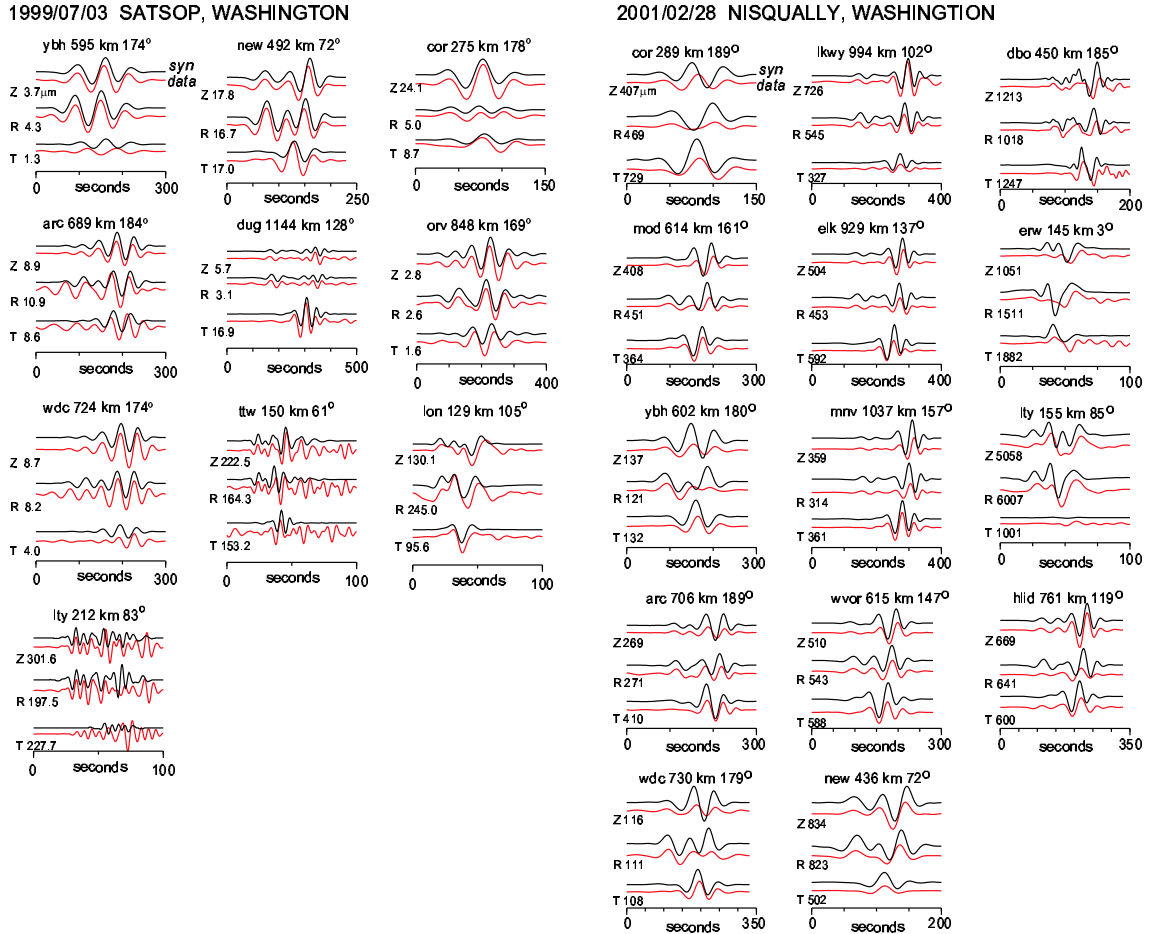 1999/07/03 SATSOP, WASHINGTON
ybh 595 km 174°
syn
data
Z 3.7µm
R 4.3
T 1.3
0 seconds 300
new 492 km 72°
Z 17.8
R 16.7
T 17.0
0 seconds 250
cor 275 km 178°
Z 24.1
R 5.0
T 8.7
0 seconds 150
arc 689 km 184°
Z 8.9
R 10.9
T 8.6
0 seconds 300
dug 1144 km 128°
Z 5.7
R 3.1
T 16.9
0 seconds 500
orv 848 km 169°
Z 2.8
R 2.6
T 1.6
0 seconds 400
wdc 724 km 174°
Z 8.7
R 8.2
T 4.0
0 seconds 300
ttw 150 km 61°
Z 222.5
R 164.3
T 153.2
0 seconds 100
lon 129 km 105°
Z 130.1
R 245.0
T 95.6
0 seconds 100
lty 212 km 83°
Z 301.6
R 197.5
T 227.7
0 seconds 100
2001/02/28 NISQUALLY, WASHINGTION
cor 289 km 189°
syn
data
Z 407µm
R 469
T 729
0 seconds 150
lkwy 994 km 102°
Z 726
R 545
T 327
0 seconds 400
dbo 450 km 185°
Z 1213
R 1018
T 1247
0 seconds 200
mod 614 km 161°
Z 408
R 451
T 364
0 seconds 300
elk 929 km 137°
Z 504
R 453
T 592
0 seconds 400
erw 145 km 3°
Z 1051
R 1511
T 1882
0 seconds 100
ybh 602 km 180°
Z 137
R 121
T 132
0 seconds 300
mnv 1037 km 157°
Z 359
R 314
T 361
0 seconds 400
lty 155 km 85°
Z 5058
R 6007
T 1001
0 seconds 100
arc 706 km 189°
Z 269
R 271
T 410
0 seconds 300
wvor 615 km 147°
Z 510
R 543
T 588
0 seconds 300
hlid 761 km 119°
Z 669
R 641
T 600
0 seconds 350
wdc 730 km 179°
Z 116
R 111
T 108
0 seconds 350
new 436 km 72°
Z 834
R 823
T 502
0 seconds 200